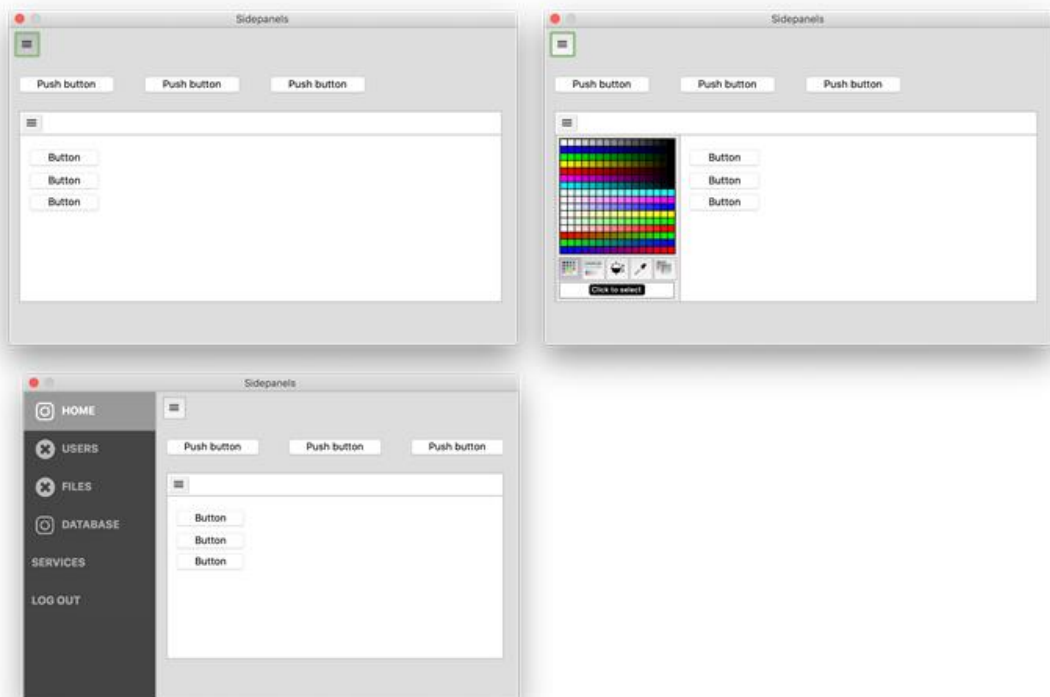 Sidepanels
Push button Push button Push button
Button
Button
Button
Sidepanels
Push button Push button Push button
Button
Button
Button
Click to select
Sidepanels
HOME
USERS
FILES
DATABASE
SERVICES
LOG OUT
Push button Push button Push button
Button
Button
Button